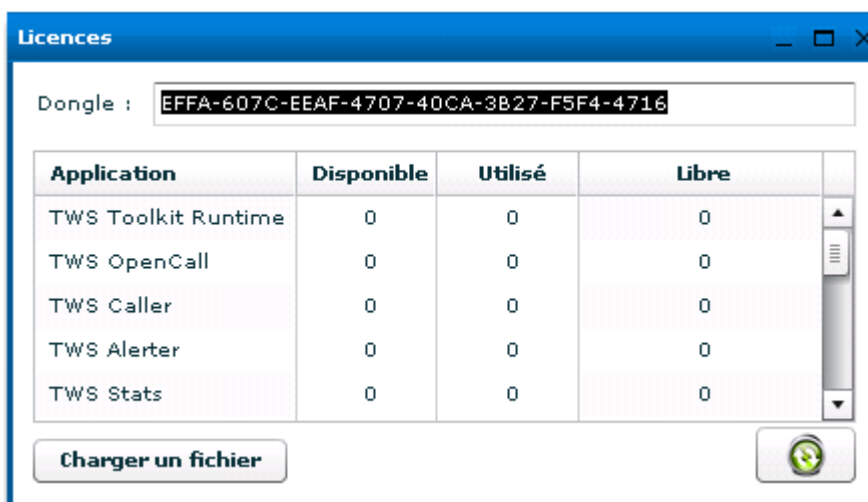 Licences
Dongle : EFFA-607C-EEAF-4707-40CA-3B27-F5F4-4716
Application Disponible Utilisé Libre
TWS Toolkit Runtime 0 0 0
TWS OpenCall 0 0 0
TWS Caller 0 0 0
TWS Alerter 0 0 0
TWS Stats 0 0 0
Charger un fichier